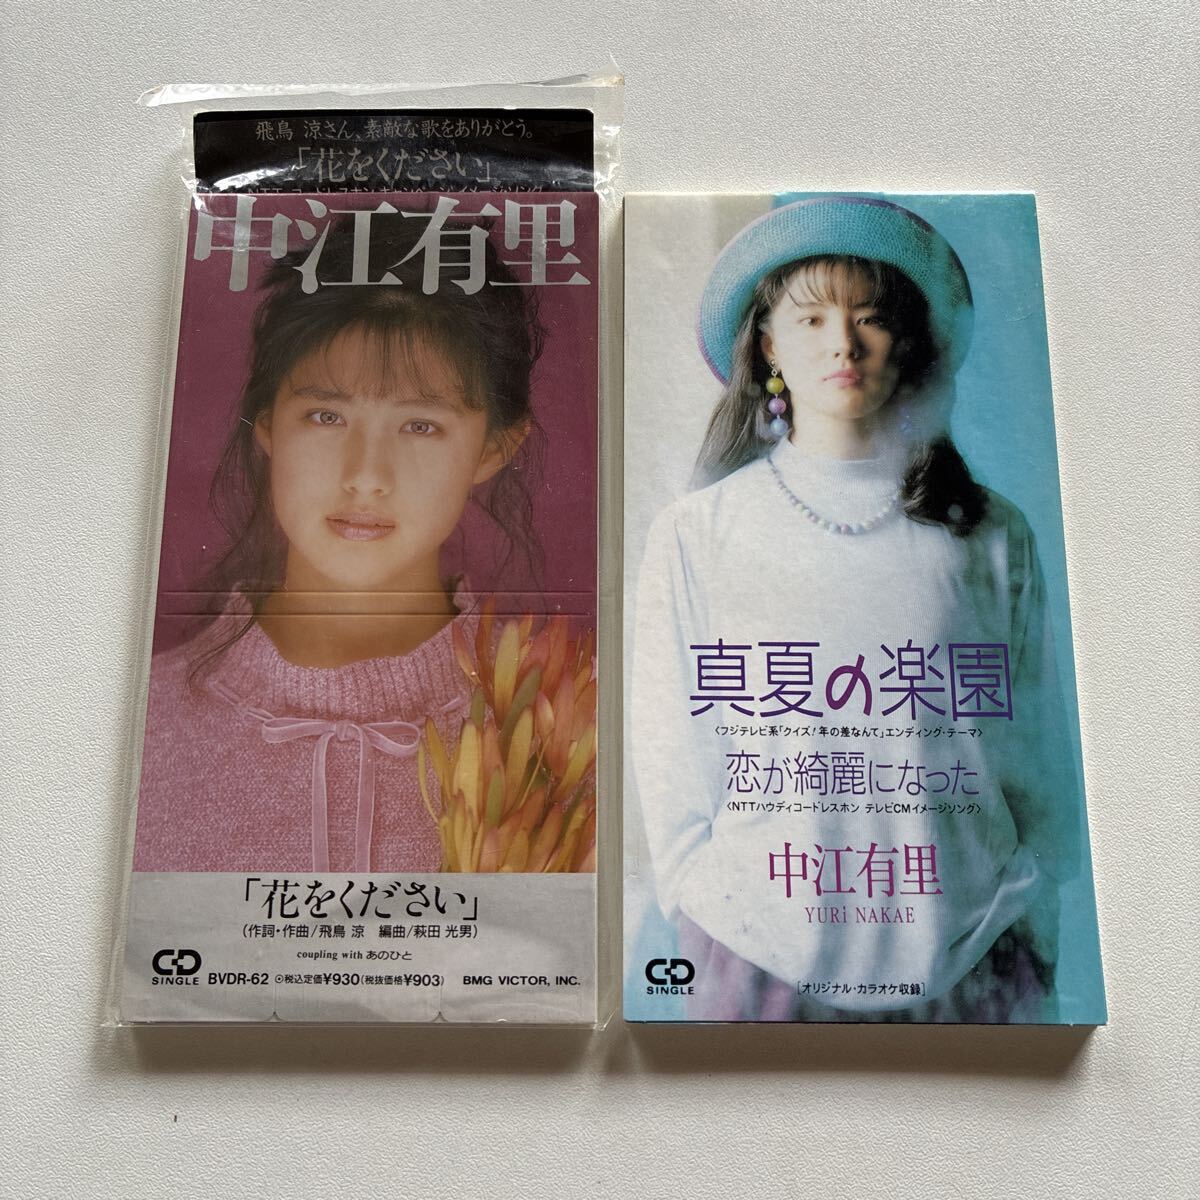 飛鳥 涼さん、素敵な歌をありがとう。
「花をください」
中江有里
「花をください」
(作詞・作曲/飛鳥 涼 編曲/萩田 光男)
coupling with あのひと
CD
SINGLE
BVDR-62 ⦿税込定価¥930(税抜価格¥903) BMG VICTOR, INC.
真夏の楽園
〈フジテレビ系「クイズ!年の差なんて」エンディング・テーマ〉
恋が綺麗になった
〈NTTハウディコードレスホン テレビCMイメージソング〉
中江有里
YURi NAKAE
CD
SINGLE
[オリジナル・カラオケ収録]